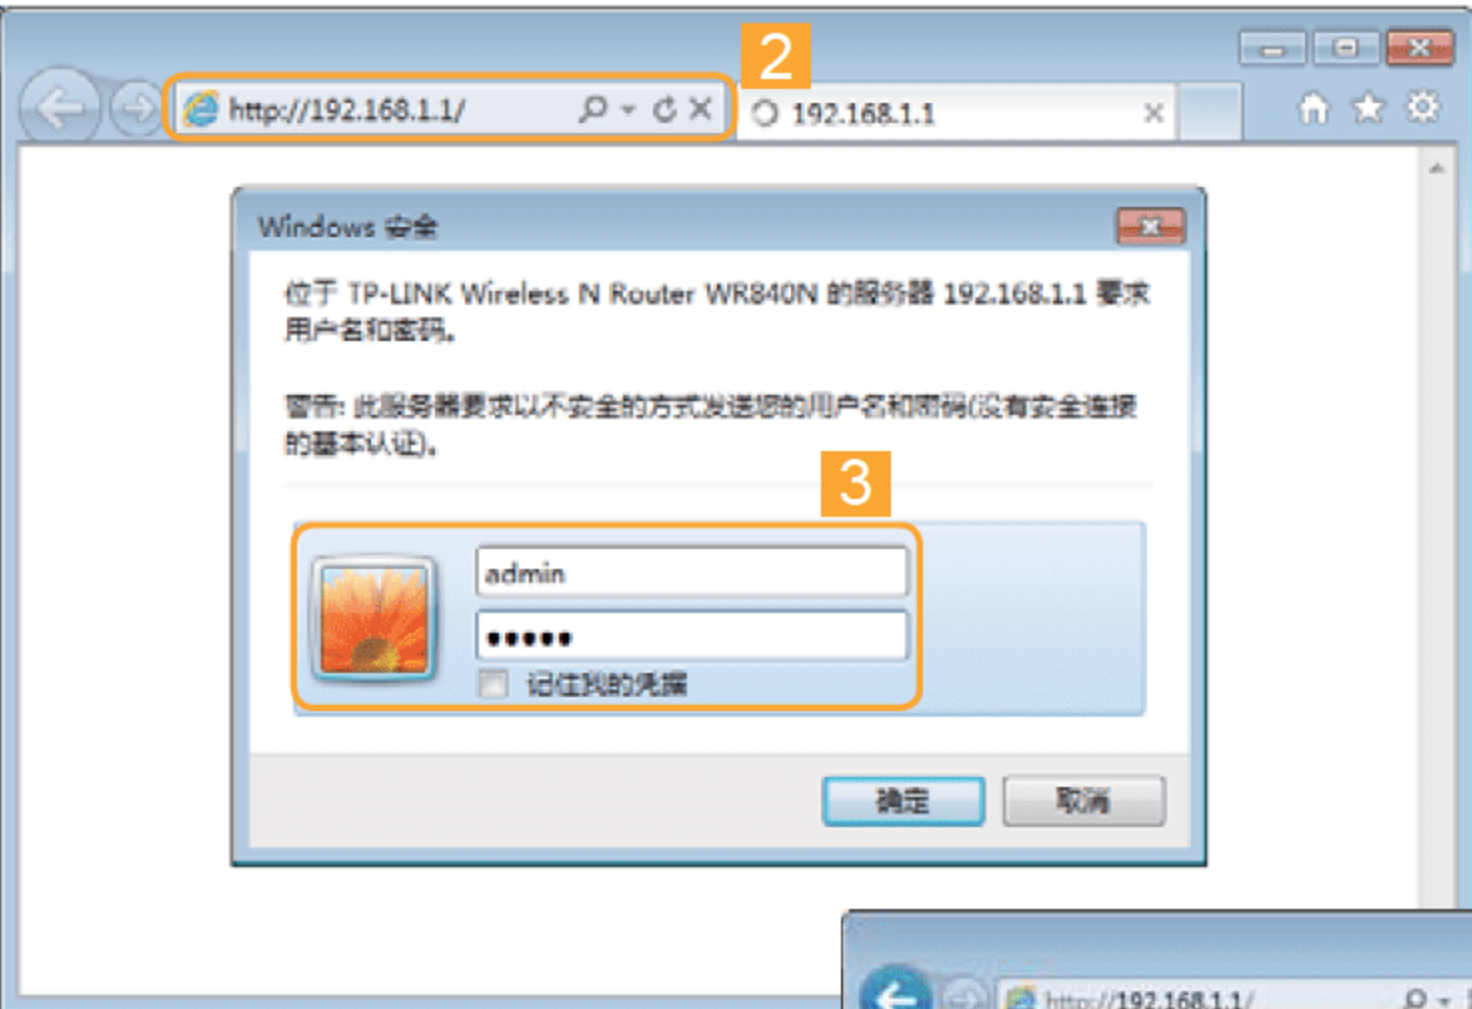 2
http://192.168.1.1/
192.168.1.1
Windows 安全
位于 TP-LINK Wireless N Router WR840N 的服务器 192.168.1.1 要求
用户名和密码。
警告: 此服务器要求以不安全的方式发送您的用户名和密码(没有安全连接
的基本认证)。
3
admin
●●●●●
记住我的凭据
确定
取消
http://192.168.1.1/